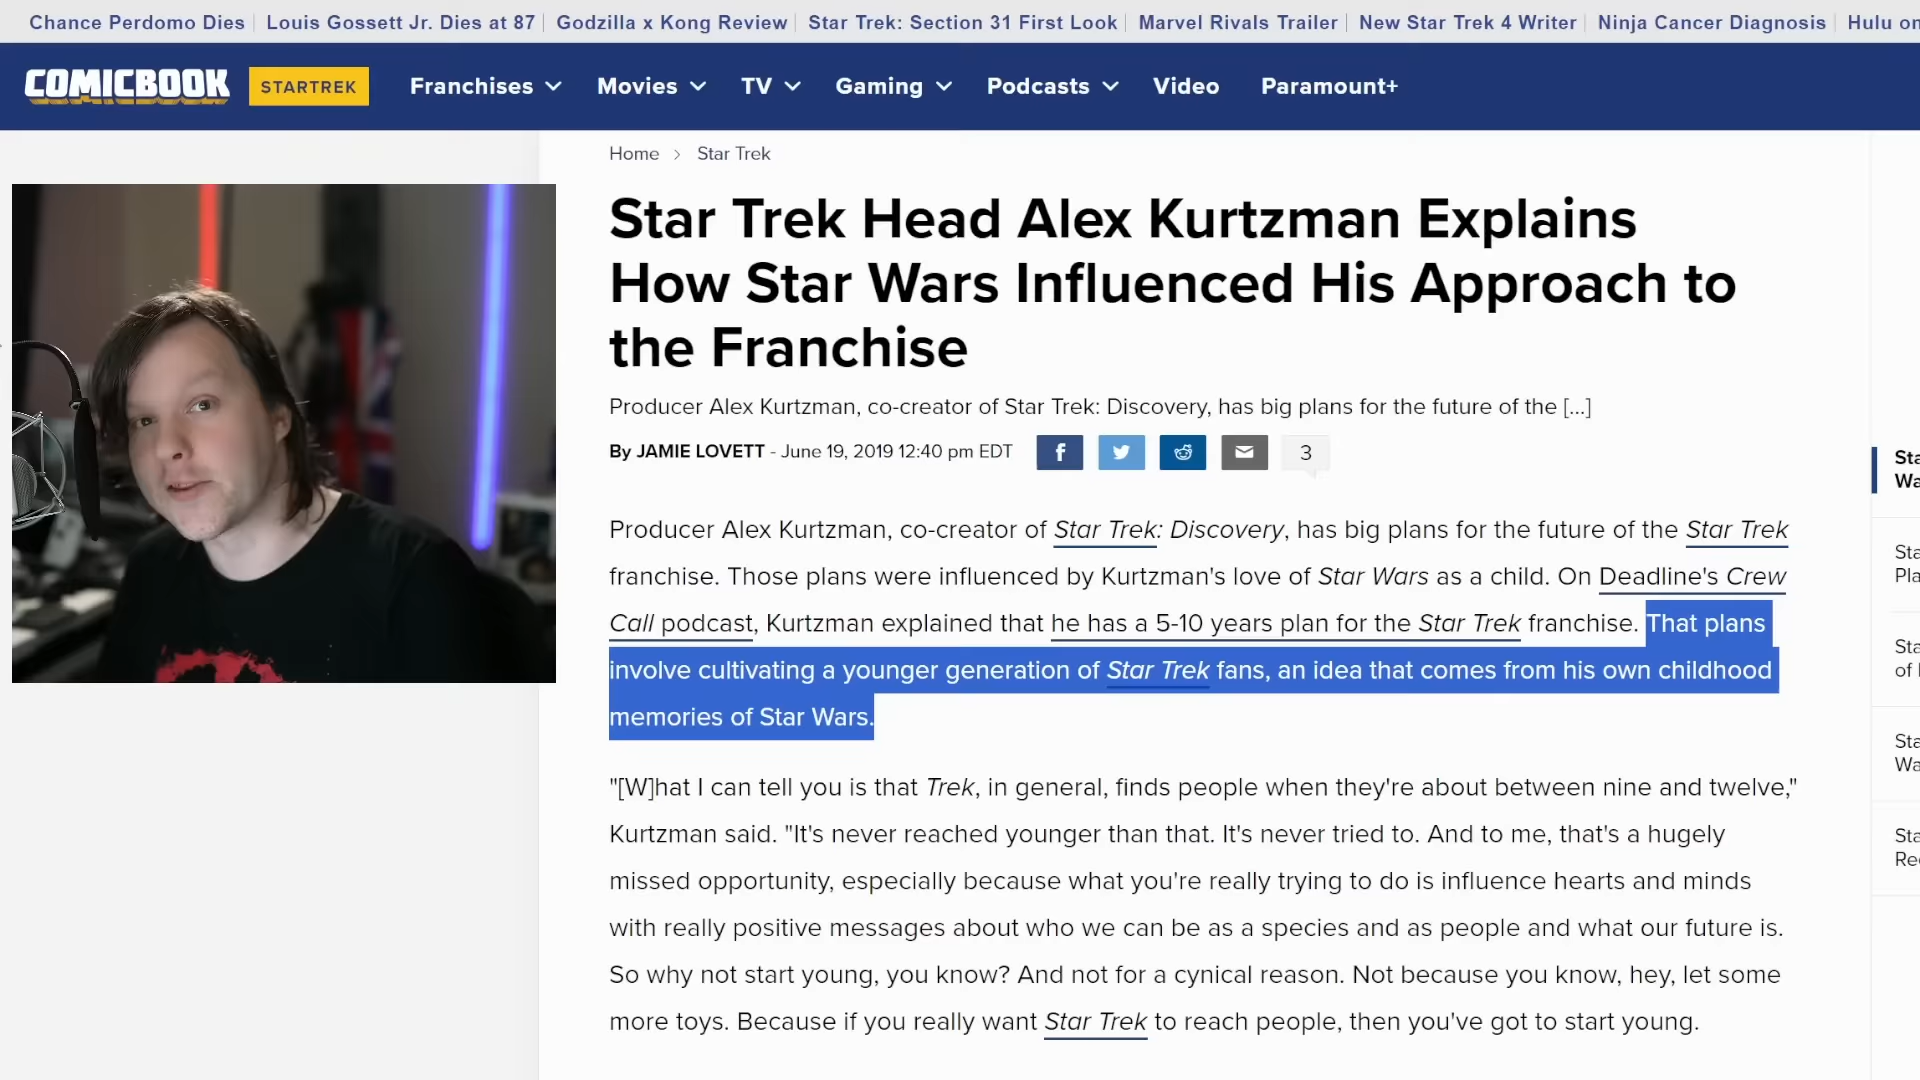 Chance Perdomo Dies
Louis Gossett Jr. Dies at 87
Godzilla x Kong Review
Star Trek: Section 31 First Look
Marvel Rivals Trailer
New Star Trek 4 Writer
Ninja Cancer Diagnosis
Hulu on
COMICBOOK
STARTREK
Franchises
Movies
TV
Gaming
Podcasts
Video
Paramount+
Home > Star Trek
Star Trek Head Alex Kurtzman Explains
How Star Wars Influenced His Approach to
the Franchise
Producer Alex Kurtzman, co-creator of Star Trek: Discovery, has big plans for the future of the [...]
By JAMIE LOVETT - June 19, 2019 12:40 pm EDT
3
Producer Alex Kurtzman, co-creator of Star Trek: Discovery, has big plans for the future of the Star Trek
franchise. Those plans were influenced by Kurtzman's love of Star Wars as a child. On Deadline's Crew
Call podcast, Kurtzman explained that he has a 5-10 years plan for the Star Trek franchise. That plans
involve cultivating a younger generation of Star Trek fans, an idea that comes from his own childhood
memories of Star Wars.
"[W]hat I can tell you is that Trek, in general, finds people when they're about between nine and twelve,"
Kurtzman said. "It's never reached younger than that. It's never tried to. And to me, that's a hugely
missed opportunity, especially because what you're really trying to do is influence hearts and minds
with really positive messages about who we can be as a species and as people and what our future is.
So why not start young, you know? And not for a cynical reason. Not because you know, hey, let some
more toys. Because if you really want Star Trek to reach people, then you've got to start young.
Sta
Wa
Sta
Pla
Sta
of
Sta
Wa
Sta
Re